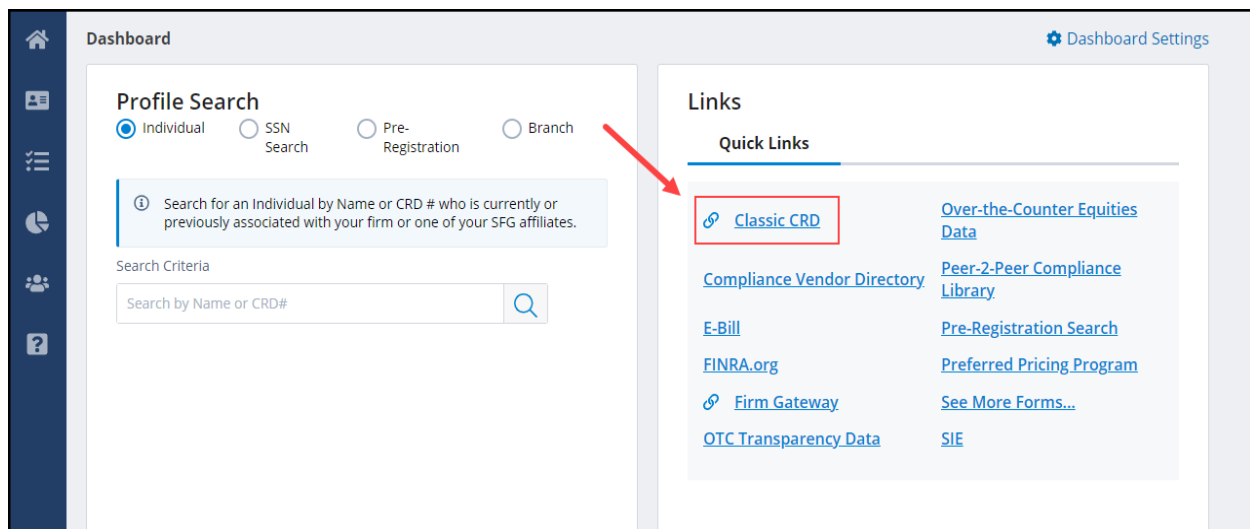 Dashboard
Dashboard Settings
Profile Search
Individual
SSN
Search
Pre-
Registration
Branch
Search for an Individual by Name or CRD # who is currently or
previously associated with your firm or one of your SFG affiliates.
Search Criteria
Search by Name or CRD#
Links
Quick Links
Classic CRD
Over-the-Counter Equities
Data
Compliance Vendor Directory
Peer-2-Peer Compliance
Library
E-Bill
Pre-Registration Search
FINRA.org
Preferred Pricing Program
Firm Gateway
See More Forms...
OTC Transparency Data
SIE